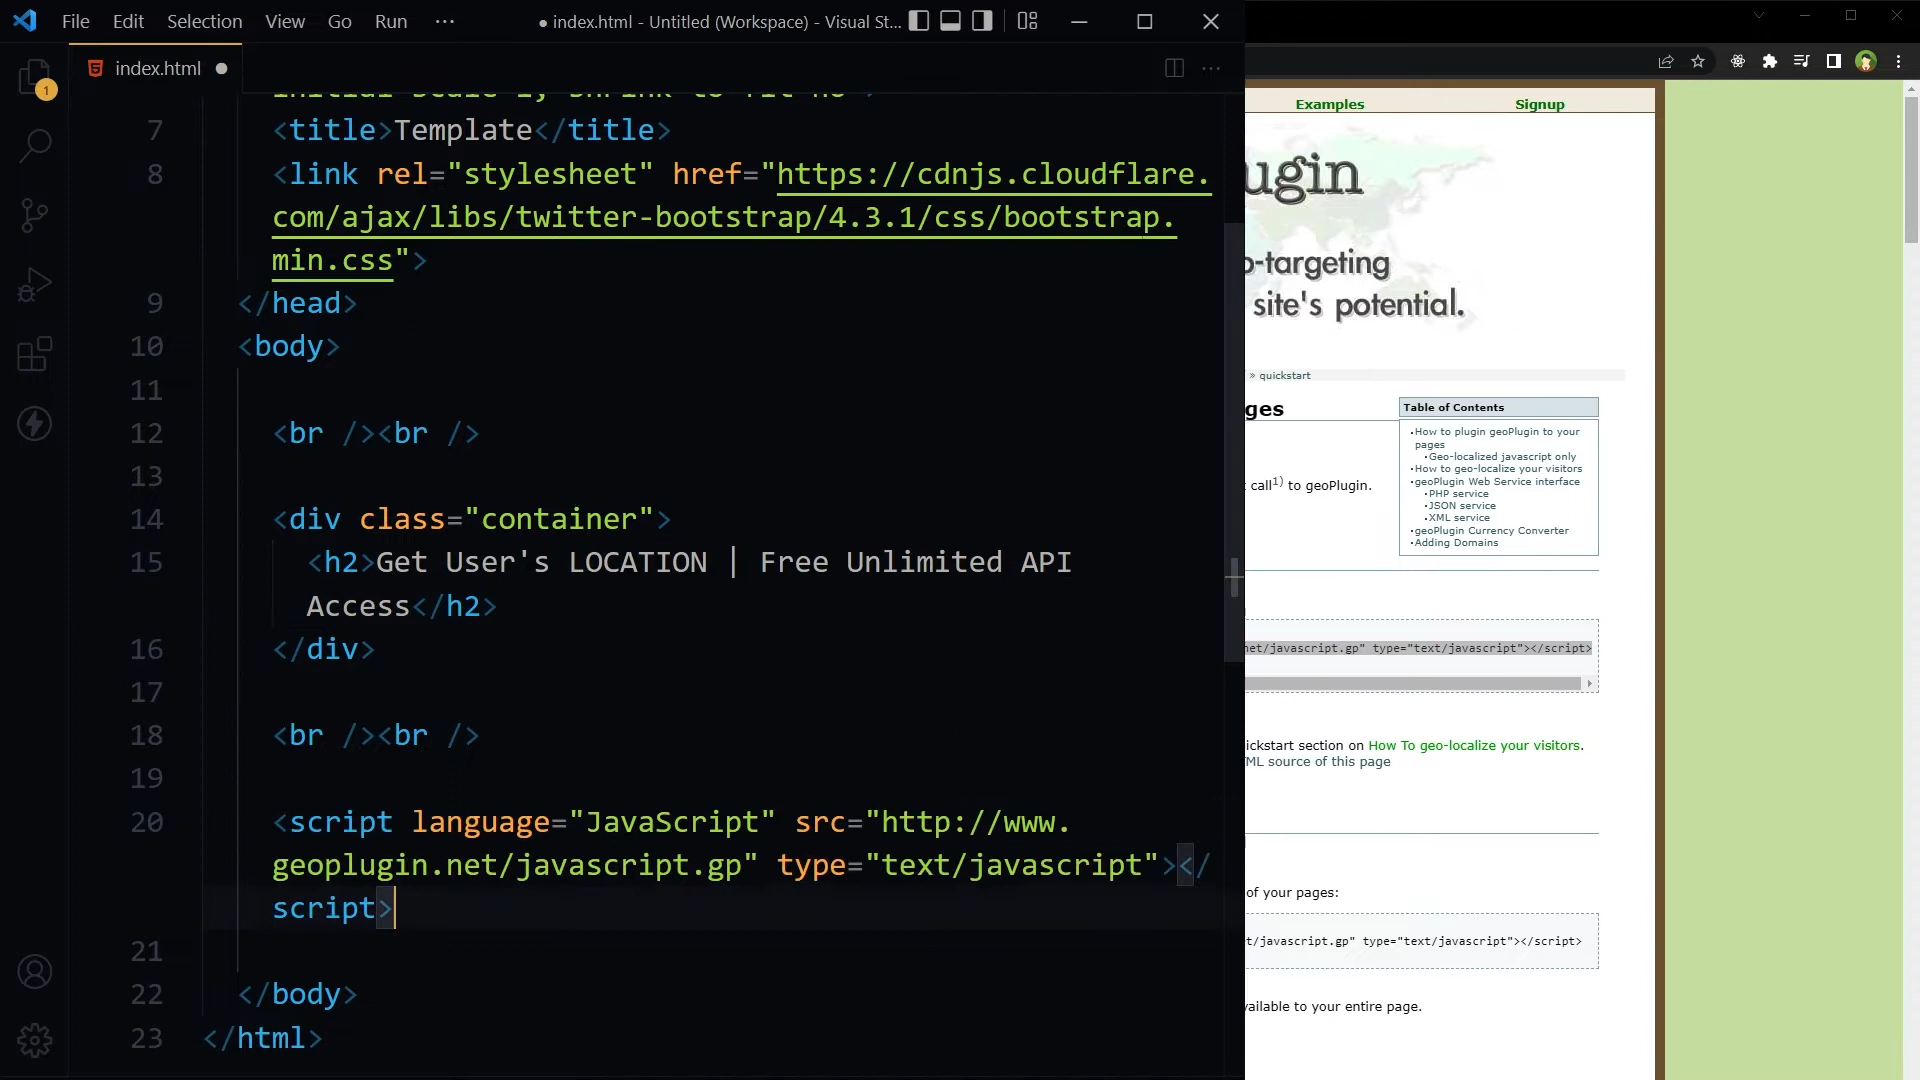 File Edit Selection View Go Run ···
● index.html - Untitled (Workspace) - Visual St...
1
index.html ●
initial-scale=1, shrink-to-fit=no">
7 <title>Template</title>
8 <link rel="stylesheet" href="https://cdnjs.cloudflare.
com/ajax/libs/twitter-bootstrap/4.3.1/css/bootstrap.
min.css">
9 </head>
10 <body>
11
12 <br /><br />
13
14 <div class="container">
15 <h2>Get User's LOCATION | Free Unlimited API
Access</h2>
16 </div>
17
18 <br /><br />
19
20 <script language="JavaScript" src="http://www.
geoplugin.net/javascript.gp" type="text/javascript"></
script>
21
22 </body>
23 </html>
Examples Signup
ugin
o-targeting
site's potential.
» quickstart
ges
Table of Contents
How to plugin geoPlugin to your
pages
Geo-localized javascript only
How to geo-localize your visitors
geoPlugin Web Service interface
PHP service
JSON service
XML service
geoPlugin Currency Converter
Adding Domains
call1) to geoPlugin.
net/javascript.gp" type="text/javascript"></script>
ickstart section on How To geo-localize your visitors.
ML source of this page
of your pages:
t/javascript.gp" type="text/javascript"></script>
vailable to your entire page.